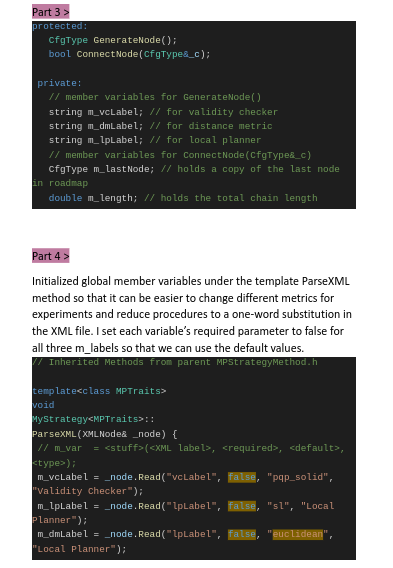 Part 3 >
protected:
CfgType GenerateNode();
bool ConnectNode(CfgType&_c);
private:
// member variables for GenerateNode()
string m_vcLabel; // for validity checker
string m_dmLabel; // for distance metric
string m_lpLabel; // for local planner
// member variables for ConnectNode(CfgType&_c)
CfgType m_lastNode; // holds a copy of the last node
in roadmap
double m_length; // holds the total chain length
Part 4 >
Initialized global member variables under the template ParseXML
method so that it can be easier to change different metrics for
experiments and reduce procedures to a one-word substitution in
the XML file. I set each variable’s required parameter to false for
all three m_labels so that we can use the default values.
// Inherited Methods from parent MPStrategyMethod.h
template<class MPTraits>
void
MyStrategy<MPTraits>::
ParseXML(XMLNode& _node) {
// m_var  = <stuff>(<XML label>, <required>, <default>,
<type>);
m_vcLabel = _node.Read("vcLabel", false, "pqp_solid",
"Validity Checker");
m_lpLabel = _node.Read("lpLabel", false, "sl", "Local
Planner");
m_dmLabel = _node.Read("lpLabel", false, "euclidean",
"Local Planner");